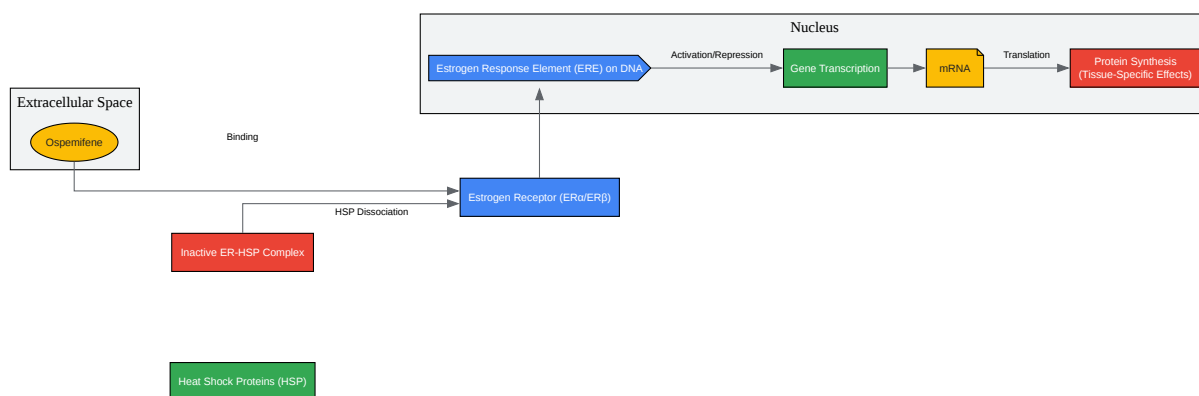 Nucleus
Estrogen Response Element (ERE) on DNA
Activation/Repression
Gene Transcription
mRNA
Translation
Protein Synthesis
(Tissue-Specific Effects)
Extracellular Space
Ospemifene
Binding
Estrogen Receptor (ERα/ERβ)
HSP Dissociation
Inactive ER-HSP Complex
Heat Shock Proteins (HSP)